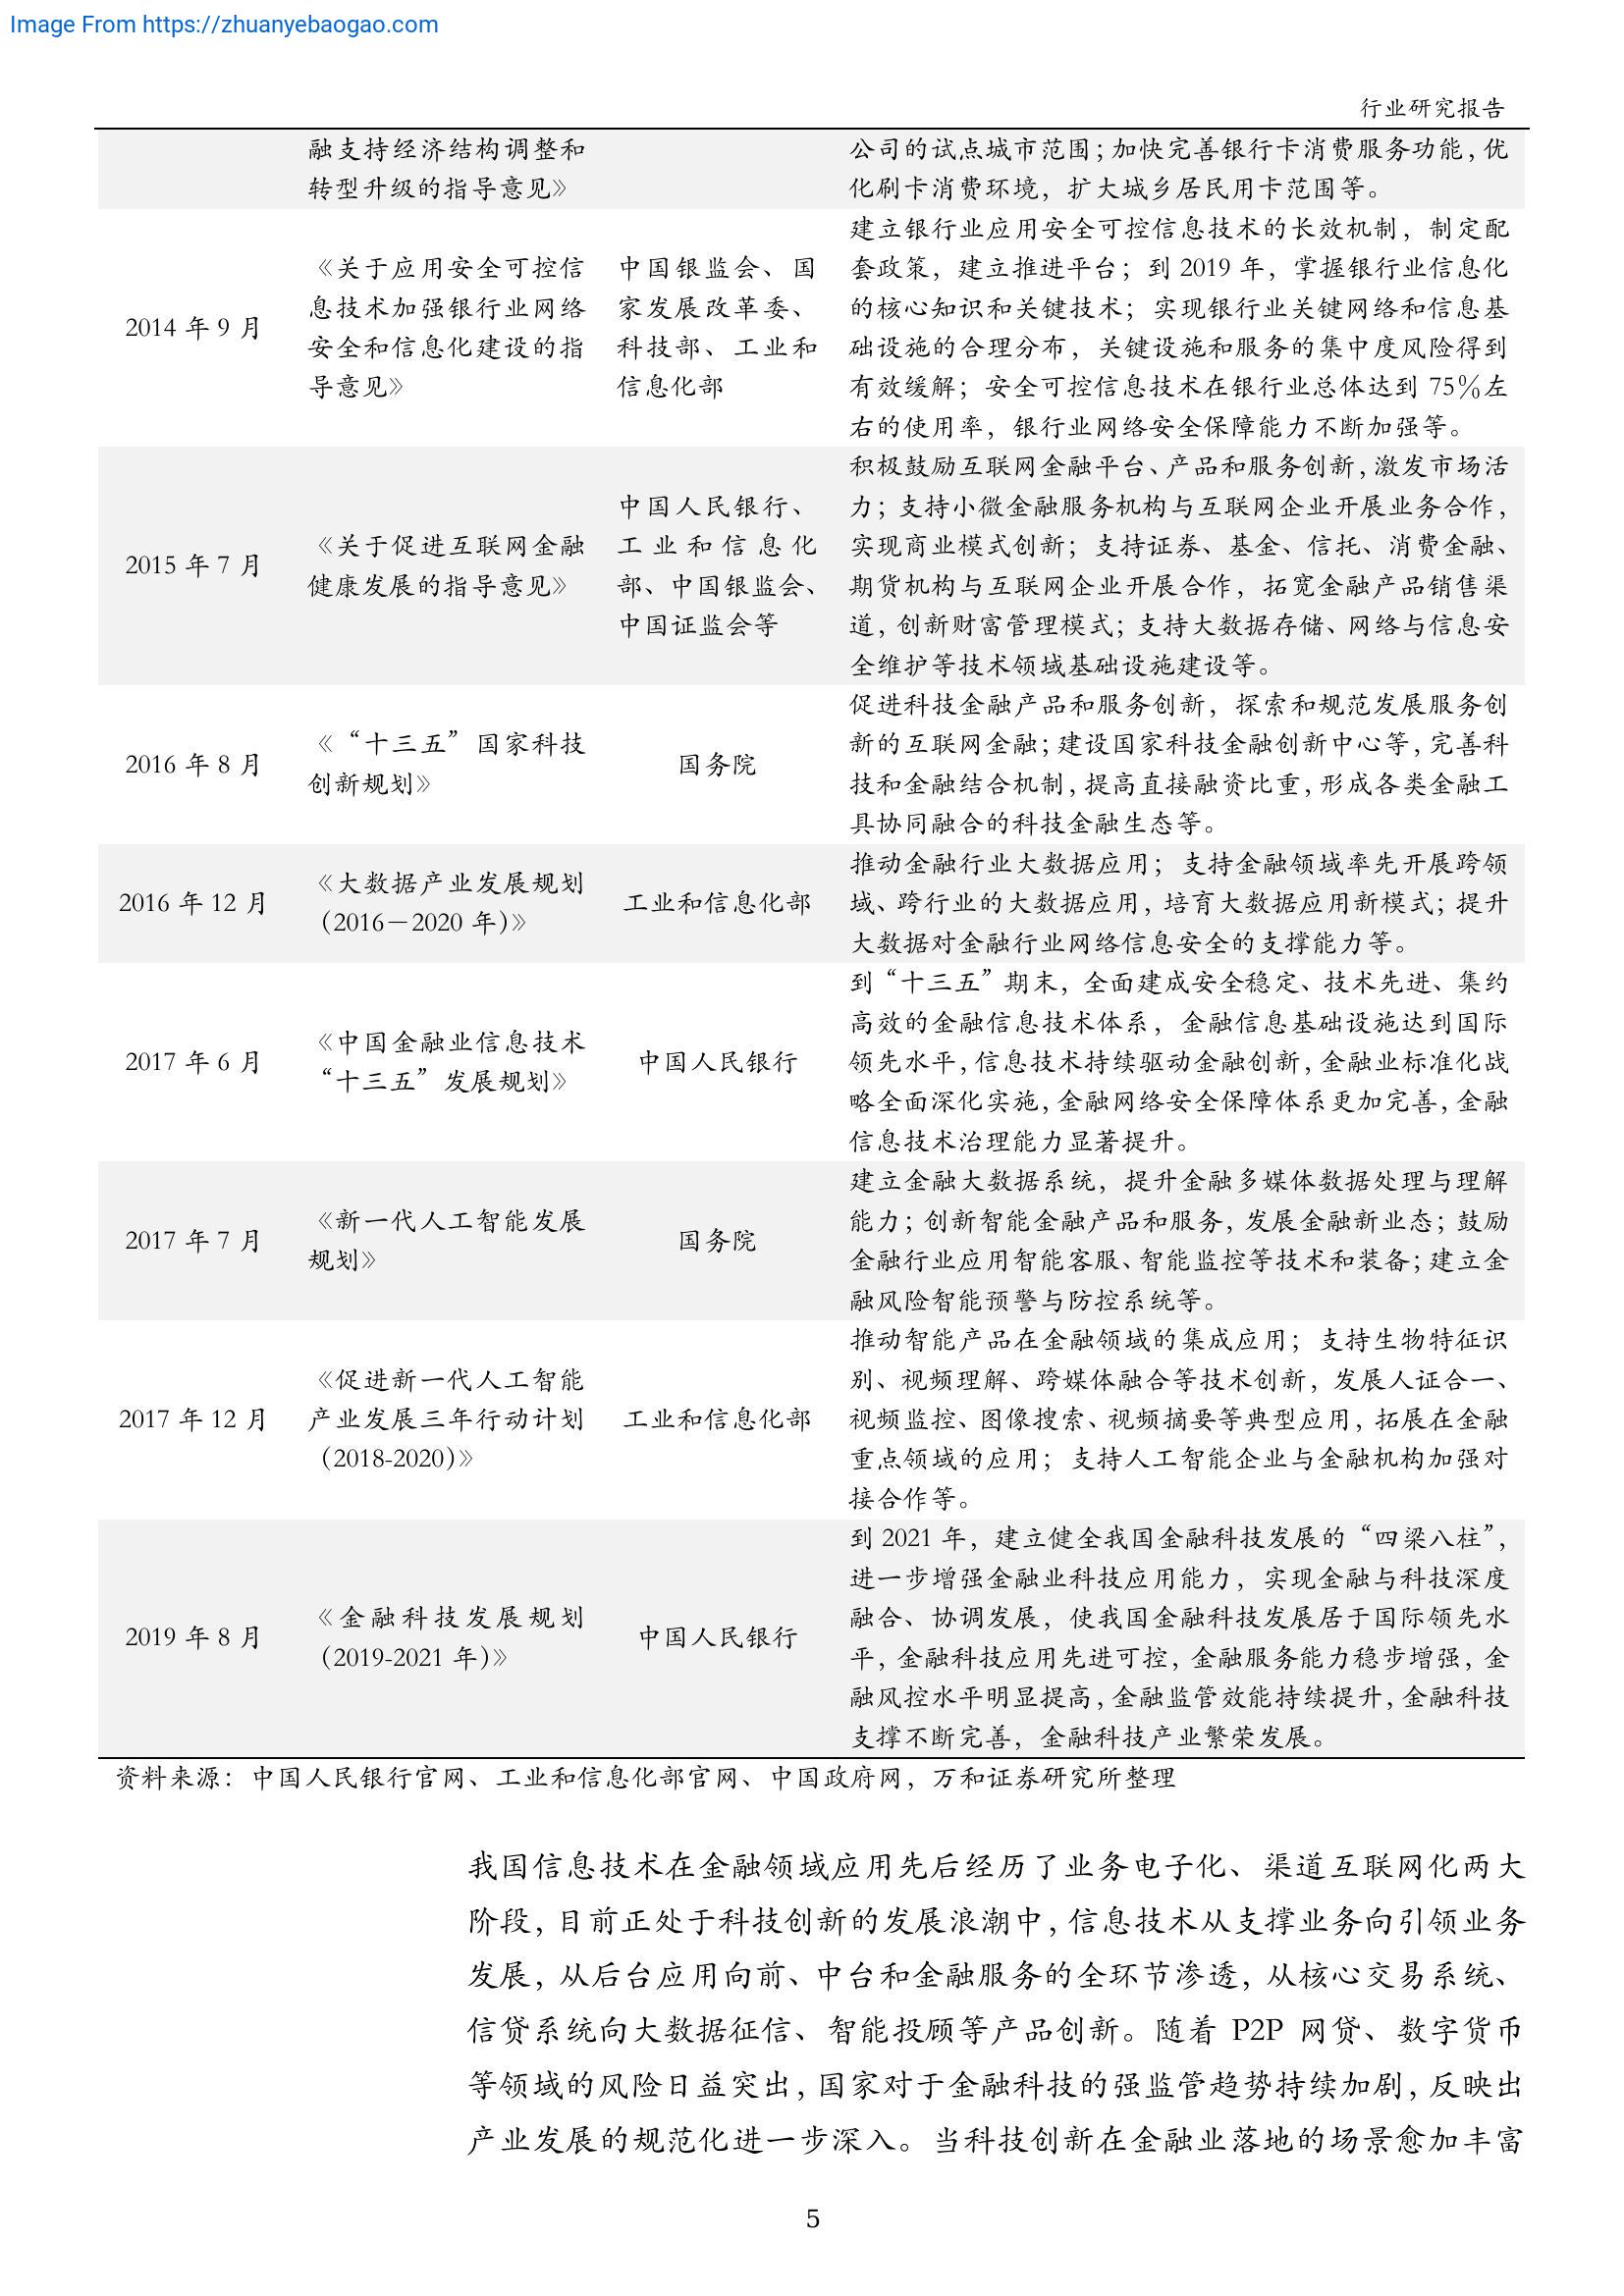 Image From https://zhuanyebaogao.com
行业研究报告
融支持经济结构调整和
转型升级的指导意见》
公司的试点城市范围；加快完善银行卡消费服务功能，优
化刷卡消费环境，扩大城乡居民用卡范围等。
2014 年 9 月
《关于应用安全可控信
息技术加强银行业网络
安全和信息化建设的指
导意见》
中国银监会、国
家发展改革委、
科技部、工业和
信息化部
建立银行业应用安全可控信息技术的长效机制，制定配
套政策，建立推进平台；到 2019 年，掌握银行业信息化
的核心知识和关键技术；实现银行业关键网络和信息基
础设施的合理分布，关键设施和服务的集中度风险得到
有效缓解；安全可控信息技术在银行业总体达到 75%左
右的使用率，银行业网络安全保障能力不断加强等。
2015 年 7 月
《关于促进互联网金融
健康发展的指导意见》
中国人民银行、
工业和信息化
部、中国银监会、
中国证监会等
积极鼓励互联网金融平台、产品和服务创新，激发市场活
力；支持小微金融服务机构与互联网企业开展业务合作，
实现商业模式创新；支持证券、基金、信托、消费金融、
期货机构与互联网企业开展合作，拓宽金融产品销售渠
道，创新财富管理模式；支持大数据存储、网络与信息安
全维护等技术领域基础设施建设等。
2016 年 8 月
《“十三五”国家科技
创新规划》
国务院
促进科技金融产品和服务创新，探索和规范发展服务创
新的互联网金融；建设国家科技金融创新中心等，完善科
技和金融结合机制，提高直接融资比重，形成各类金融工
具协同融合的科技金融生态等。
2016 年 12 月
《大数据产业发展规划
（2016－2020 年）》
工业和信息化部
推动金融行业大数据应用；支持金融领域率先开展跨领
域、跨行业的大数据应用，培育大数据应用新模式；提升
大数据对金融行业网络信息安全的支撑能力等。
2017 年 6 月
《中国金融业信息技术
“十三五”发展规划》
中国人民银行
到“十三五”期末，全面建成安全稳定、技术先进、集约
高效的金融信息技术体系，金融信息基础设施达到国际
领先水平，信息技术持续驱动金融创新，金融业标准化战
略全面深化实施，金融网络安全保障体系更加完善，金融
信息技术治理能力显著提升。
2017 年 7 月
《新一代人工智能发展
规划》
国务院
建立金融大数据系统，提升金融多媒体数据处理与理解
能力；创新智能金融产品和服务，发展金融新业态；鼓励
金融行业应用智能客服、智能监控等技术和装备；建立金
融风险智能预警与防控系统等。
2017 年 12 月
《促进新一代人工智能
产业发展三年行动计划
（2018-2020）》
工业和信息化部
推动智能产品在金融领域的集成应用；支持生物特征识
别、视频理解、跨媒体融合等技术创新，发展人证合一、
视频监控、图像搜索、视频摘要等典型应用，拓展在金融
重点领域的应用；支持人工智能企业与金融机构加强对
接合作等。
2019 年 8 月
《金融科技发展规划
（2019-2021 年）》
中国人民银行
到 2021 年，建立健全我国金融科技发展的“四梁八柱”，
进一步增强金融业科技应用能力，实现金融与科技深度
融合、协调发展，使我国金融科技发展居于国际领先水
平，金融科技应用先进可控，金融服务能力稳步增强，金
融风控水平明显提高，金融监管效能持续提升，金融科技
支撑不断完善，金融科技产业繁荣发展。
资料来源：中国人民银行官网、工业和信息化部官网、中国政府网，万和证券研究所整理
我国信息技术在金融领域应用先后经历了业务电子化、渠道互联网化两大
阶段，目前正处于科技创新的发展浪潮中，信息技术从支撑业务向引领业务
发展，从后台应用向前、中台和金融服务的全环节渗透，从核心交易系统、
信贷系统向大数据征信、智能投顾等产品创新。随着 P2P 网贷、数字货币
等领域的风险日益突出，国家对于金融科技的强监管趋势持续加剧，反映出
产业发展的规范化进一步深入。当科技创新在金融业落地的场景愈加丰富
5